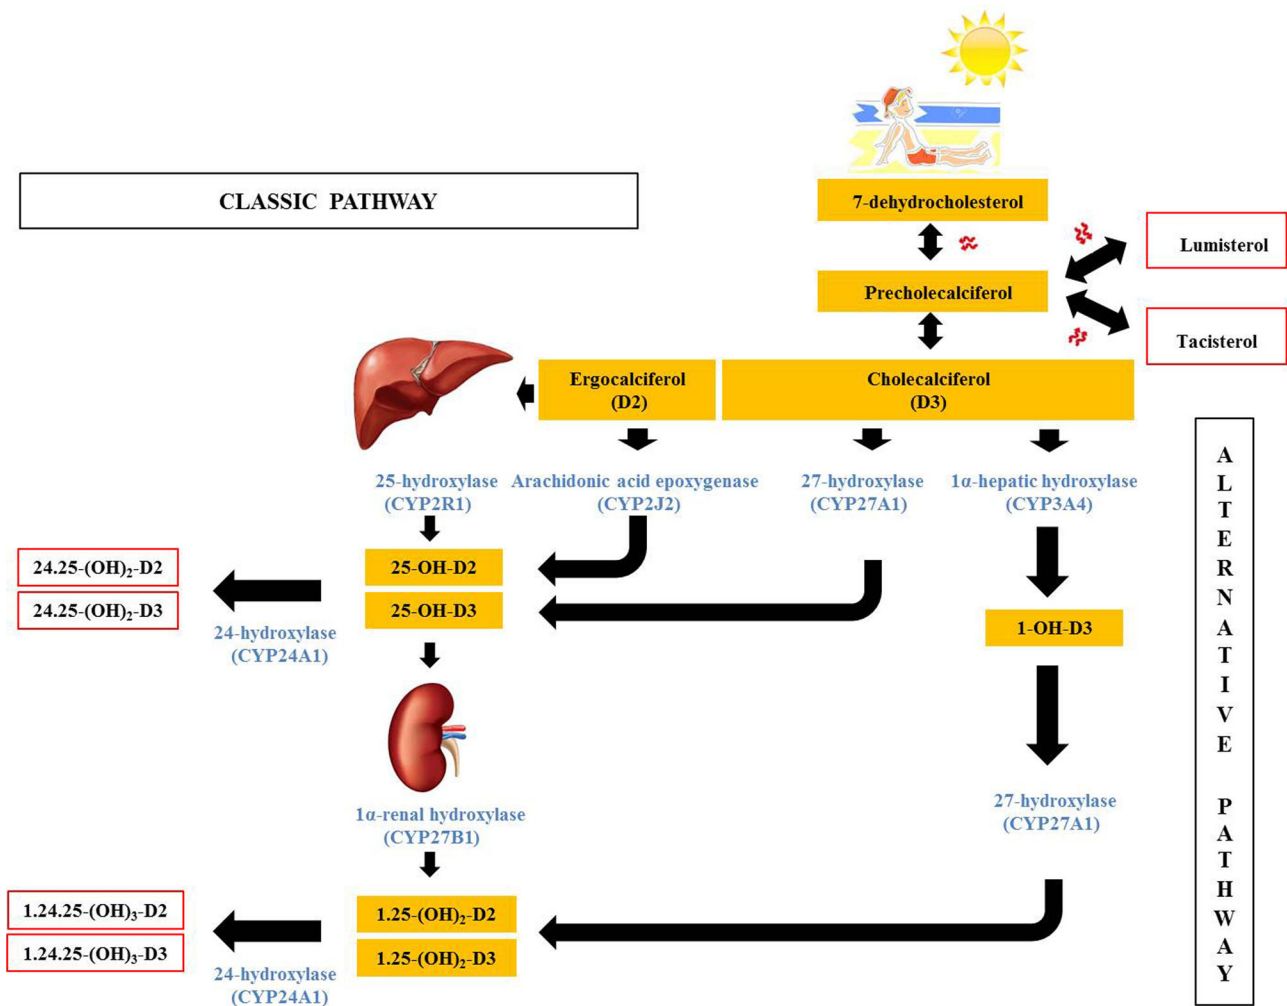 CLASSIC PATHWAY
7-dehydrocholesterol
Lumisterol
Precholecalciferol
Tacisterol
Ergocalciferol
(D2)
Cholecalciferol
(D3)
25-hydroxylase
(CYP2R1)
Arachidonic acid epoxygenase
(CYP2J2)
27-hydroxylase
(CYP27A1)
1α-hepatic hydroxylase
(CYP3A4)
24.25-(OH)₂-D2
24.25-(OH)₂-D3
25-OH-D2
25-OH-D3
24-hydroxylase
(CYP24A1)
1-OH-D3
1α-renal hydroxylase
(CYP27B1)
27-hydroxylase
(CYP27A1)
1.24.25-(OH)₃-D2
1.24.25-(OH)₃-D3
1.25-(OH)₂-D2
1.25-(OH)₂-D3
24-hydroxylase
(CYP24A1)
ALTERNATIVE PATHWAY